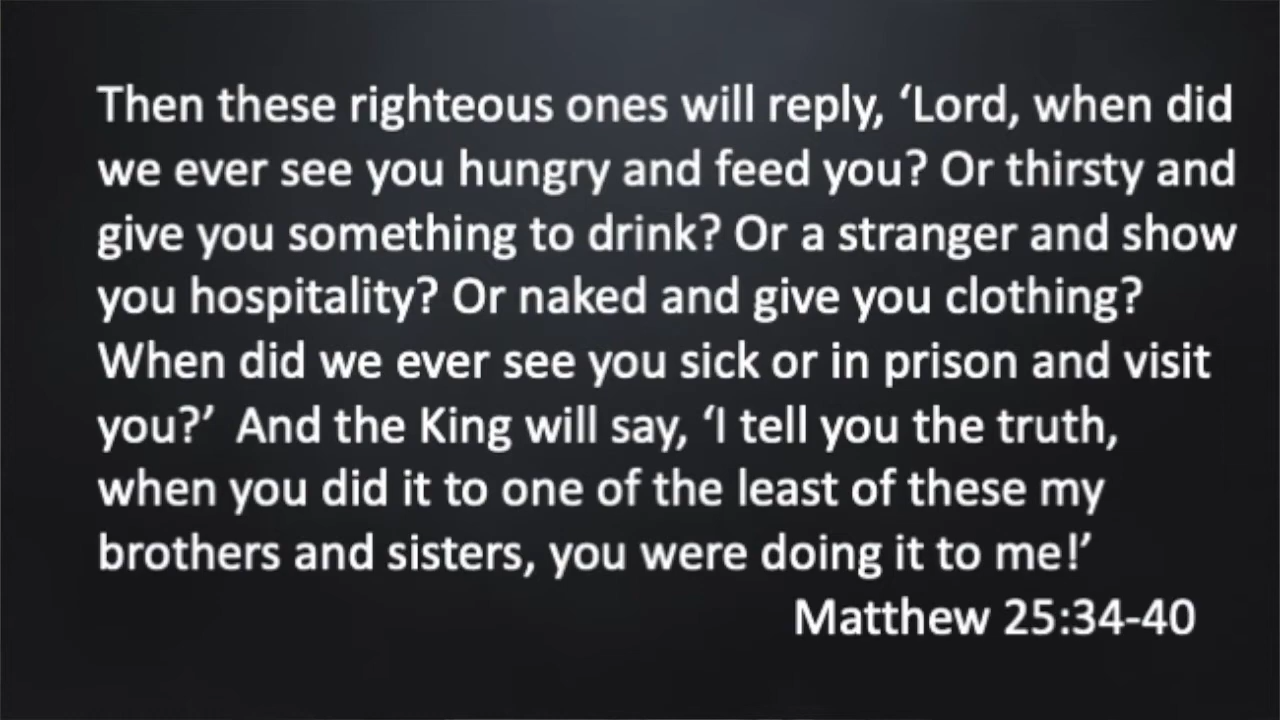 Then these righteous ones will reply, ‘Lord, when did
we ever see you hungry and feed you? Or thirsty and
give you something to drink? Or a stranger and show
you hospitality? Or naked and give you clothing?
When did we ever see you sick or in prison and visit
you?’  And the King will say, ‘I tell you the truth,
when you did it to one of the least of these my
brothers and sisters, you were doing it to me!’
Matthew 25:34-40